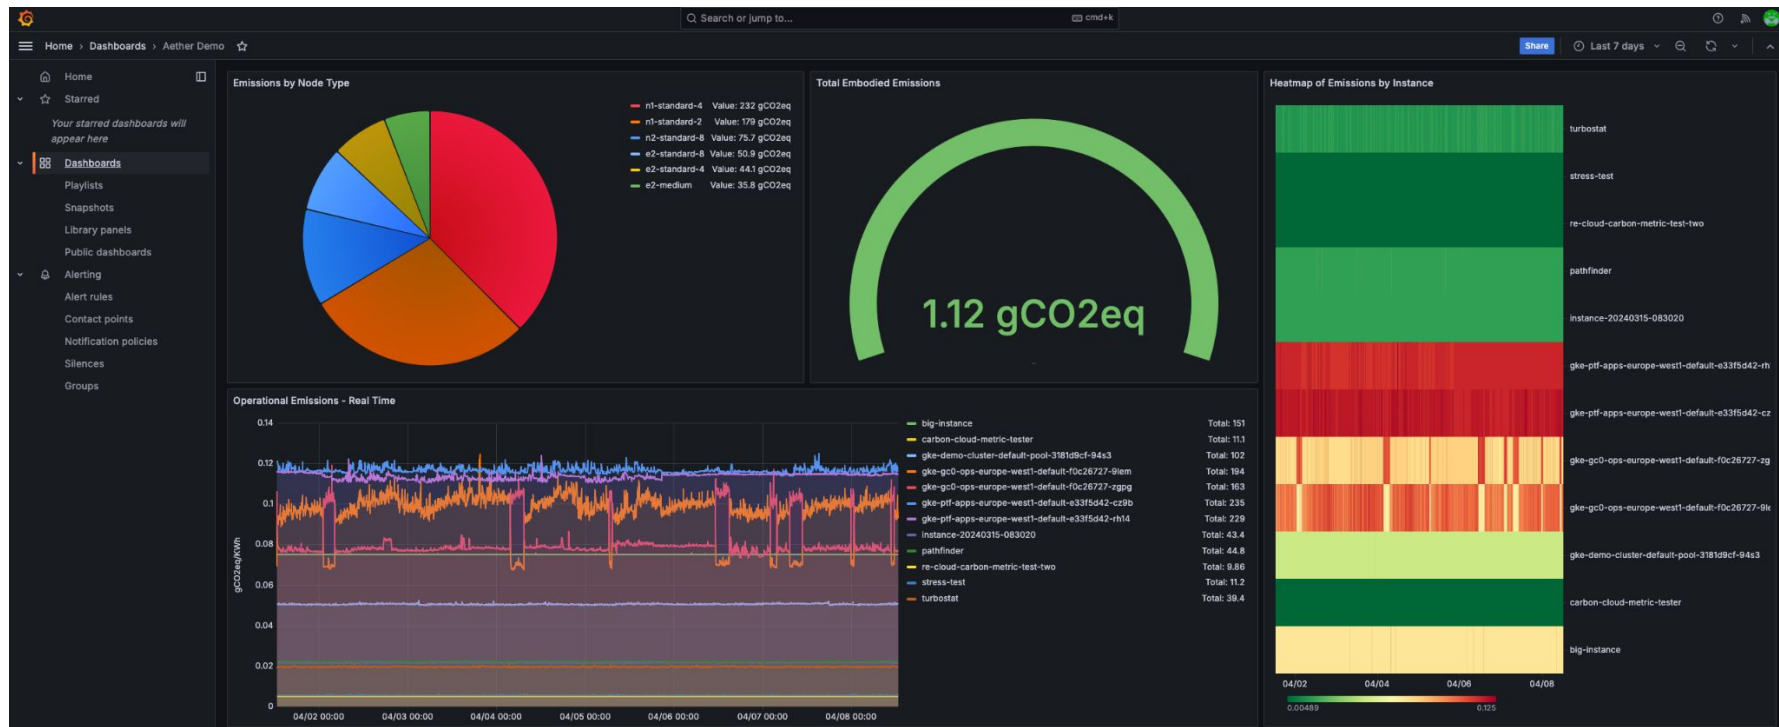 Search or jump to...
cmd+k
Home › Dashboards › Aether Demo
Share
Last 7 days
Home
Starred
Your starred dashboards will
appear here
Dashboards
Playlists
Snapshots
Library panels
Public dashboards
Alerting
Alert rules
Contact points
Notification policies
Silences
Groups
Emissions by Node Type
n1-standard-4 Value: 232 gCO2eq
n1-standard-2 Value: 179 gCO2eq
n2-standard-8 Value: 75.7 gCO2eq
e2-standard-8 Value: 50.9 gCO2eq
e2-standard-4 Value: 44.1 gCO2eq
e2-medium Value: 35.8 gCO2eq
Total Embodied Emissions
1.12 gCO2eq
Operational Emissions - Real Time
gCO2eq/KWh
0.14
0.12
0.1
0.08
0.06
0.04
0.02
0
04/02 00:00
04/03 00:00
04/04 00:00
04/05 00:00
04/06 00:00
04/07 00:00
04/08 00:00
big-instance Total: 151
carbon-cloud-metric-tester Total: 11.1
gke-demo-cluster-default-pool-3181d9cf-94s3 Total: 102
gke-gc0-ops-europe-west1-default-f0c26727-9lem Total: 194
gke-gc0-ops-europe-west1-default-f0c26727-zgpg Total: 163
gke-ptf-apps-europe-west1-default-e33f5d42-cz9b Total: 235
gke-ptf-apps-europe-west1-default-e33f5d42-rh14 Total: 229
instance-20240315-083020 Total: 43.4
pathfinder Total: 44.8
re-cloud-carbon-metric-test-two Total: 9.86
stress-test Total: 11.2
turbostat Total: 39.4
Heatmap of Emissions by Instance
turbostat
stress-test
re-cloud-carbon-metric-test-two
pathfinder
instance-20240315-083020
gke-ptf-apps-europe-west1-default-e33f5d42-rh
gke-ptf-apps-europe-west1-default-e33f5d42-cz
gke-gc0-ops-europe-west1-default-f0c26727-zg
gke-gc0-ops-europe-west1-default-f0c26727-9l
gke-demo-cluster-default-pool-3181d9cf-94s3
carbon-cloud-metric-tester
big-instance
04/02
04/04
04/06
04/08
0.00489
0.125